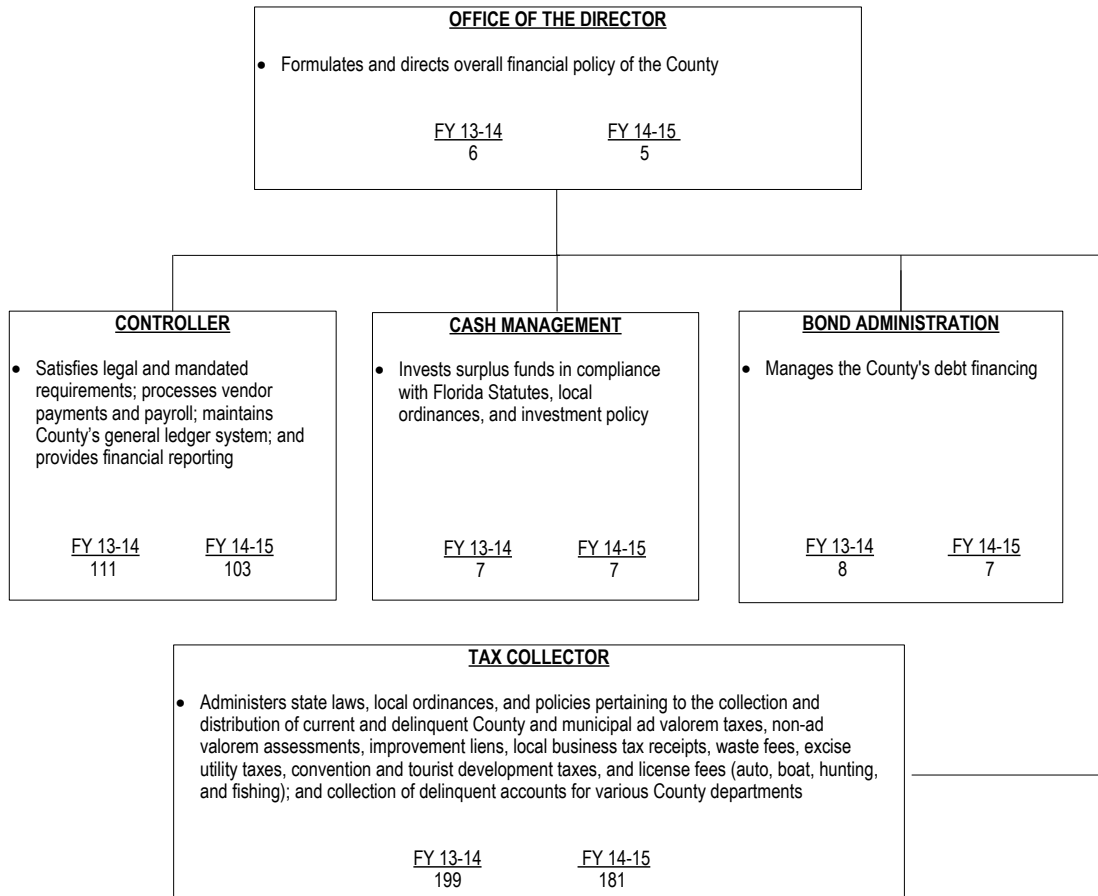 OFFICE OF THE DIRECTOR
• Formulates and directs overall financial policy of the County
FY 13-14 FY 14-15
6 5
CONTROLLER
• Satisfies legal and mandated
requirements; processes vendor
payments and payroll; maintains
County’s general ledger system; and
provides financial reporting
FY 13-14 FY 14-15
111 103
CASH MANAGEMENT
• Invests surplus funds in compliance
with Florida Statutes, local
ordinances, and investment policy
FY 13-14 FY 14-15
7 7
BOND ADMINISTRATION
• Manages the County's debt financing
FY 13-14 FY 14-15
8 7
TAX COLLECTOR
• Administers state laws, local ordinances, and policies pertaining to the collection and
distribution of current and delinquent County and municipal ad valorem taxes, non-ad
valorem assessments, improvement liens, local business tax receipts, waste fees, excise
utility taxes, convention and tourist development taxes, and license fees (auto, boat, hunting,
and fishing); and collection of delinquent accounts for various County departments
FY 13-14 FY 14-15
199 181